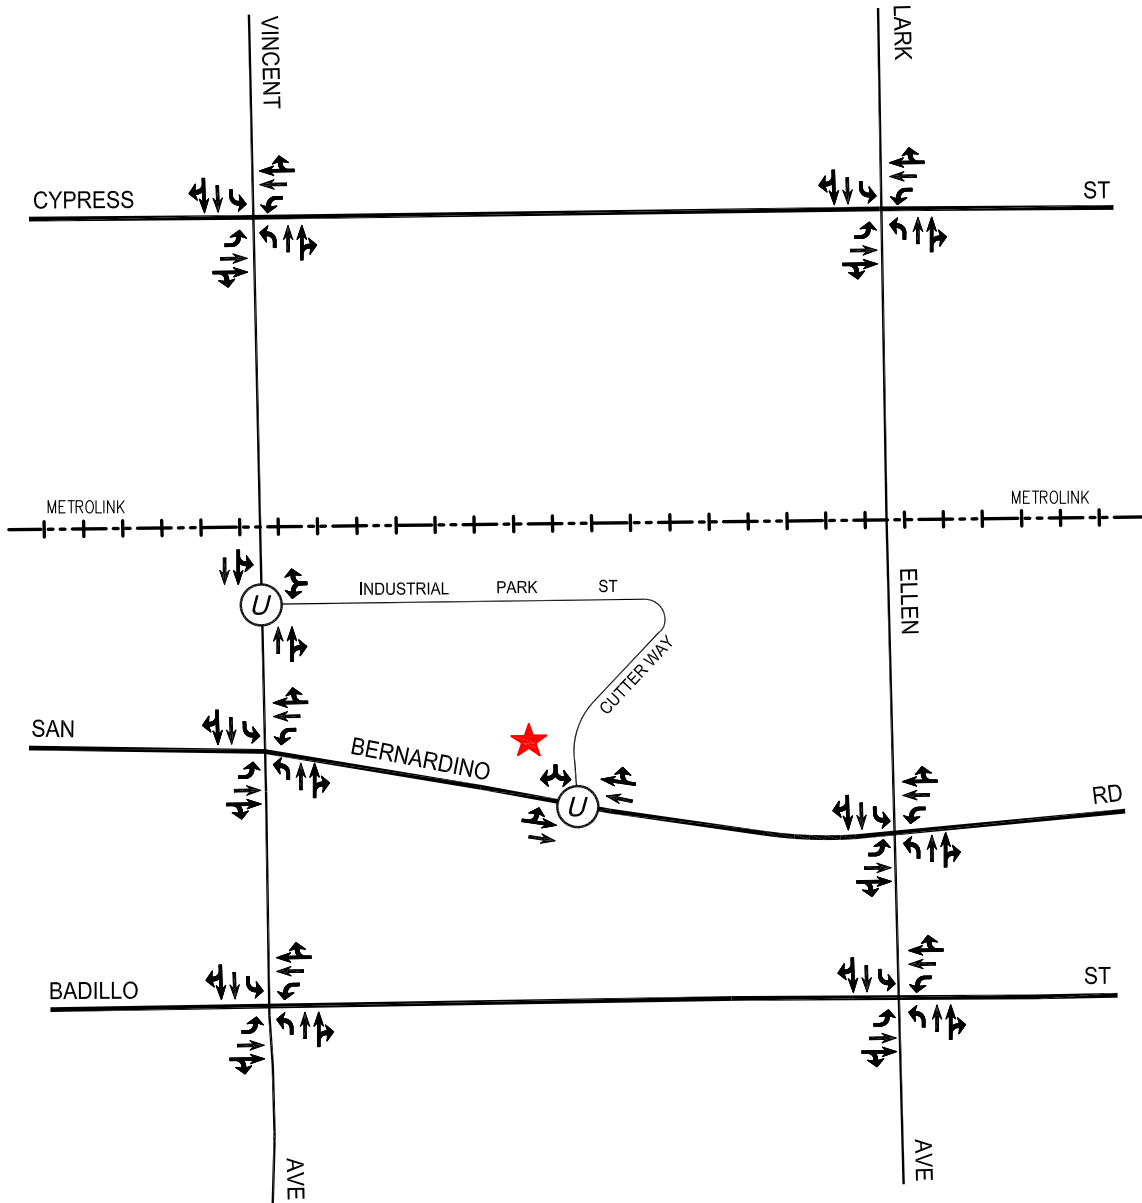 VINCENT
LARK
CYPRESS
ST
METROLINK
METROLINK
INDUSTRIAL PARK ST
ELLEN
U
CUTTER WAY
SAN
BERNARDINO
U
RD
BADILLO
ST
AVE
AVE